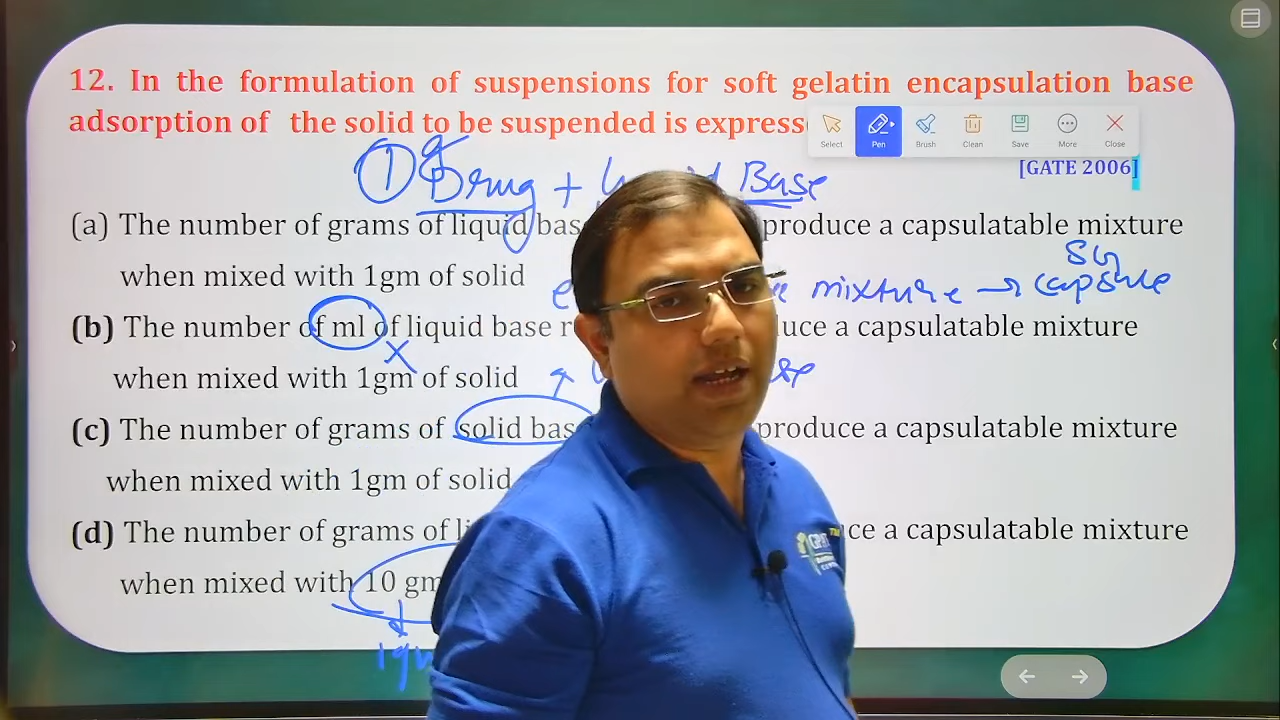 12. In the formulation of suspensions for soft gelatin encapsulation base
adsorption of the solid to be suspended is express
Select
Pen
Brush
Clean
Save
More
Close
[GATE 2006]
① Drug + Base
(a) The number of grams of liquid bas produce a capsulatable mixture
when mixed with 1gm of solid
mixture → capsule
(b) The number of ml of liquid base r uce a capsulatable mixture
when mixed with 1gm of solid
(c) The number of grams of solid bas produce a capsulatable mixture
when mixed with 1gm of solid
(d) The number of grams of li ce a capsulatable mixture
when mixed with 10 gm